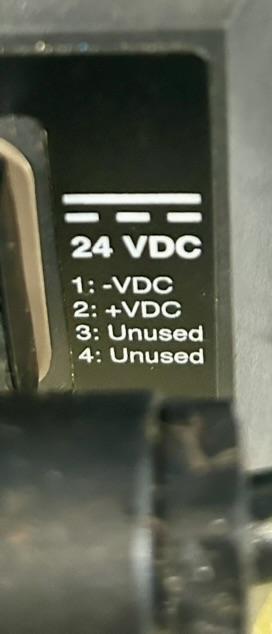 24 VDC
1: -VDC
2: +VDC
3: Unused
4: Unused